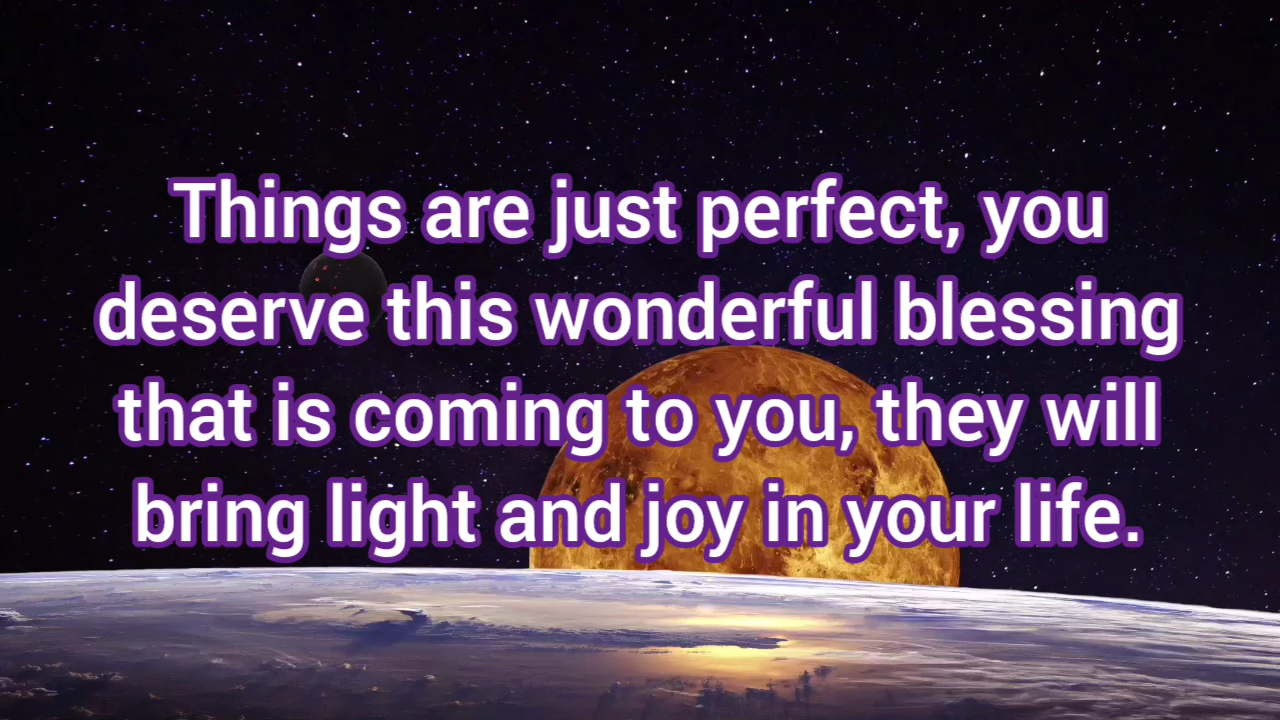 Things are just perfect, you
deserve this wonderful blessing
that is coming to you, they will
bring light and joy in your life.